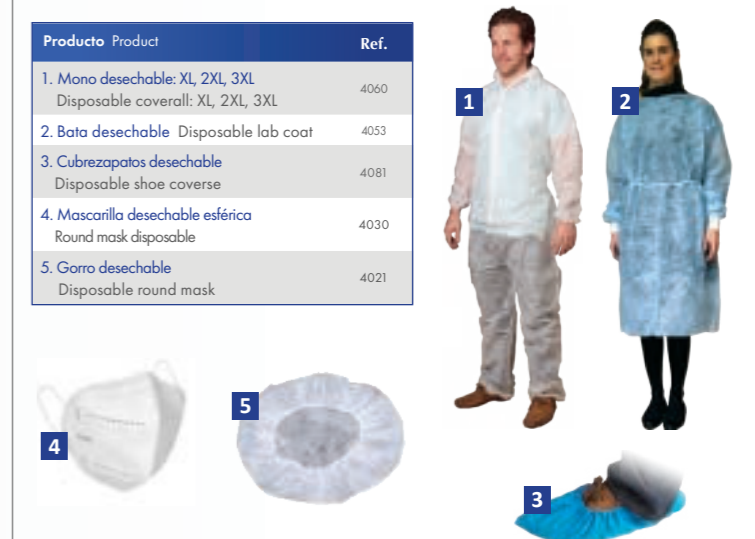 Producto Product Ref.
1. Mono desechable: XL, 2XL, 3XL
Disposable coverall: XL, 2XL, 3XL
4060
2. Bata desechable Disposable lab coat 4053
3. Cubrezapatos desechable
Disposable shoe coverse
4081
4. Mascarilla desechable esférica
Round mask disposable
4030
5. Gorro desechable
Disposable round mask
4021
1
2
4
5
3